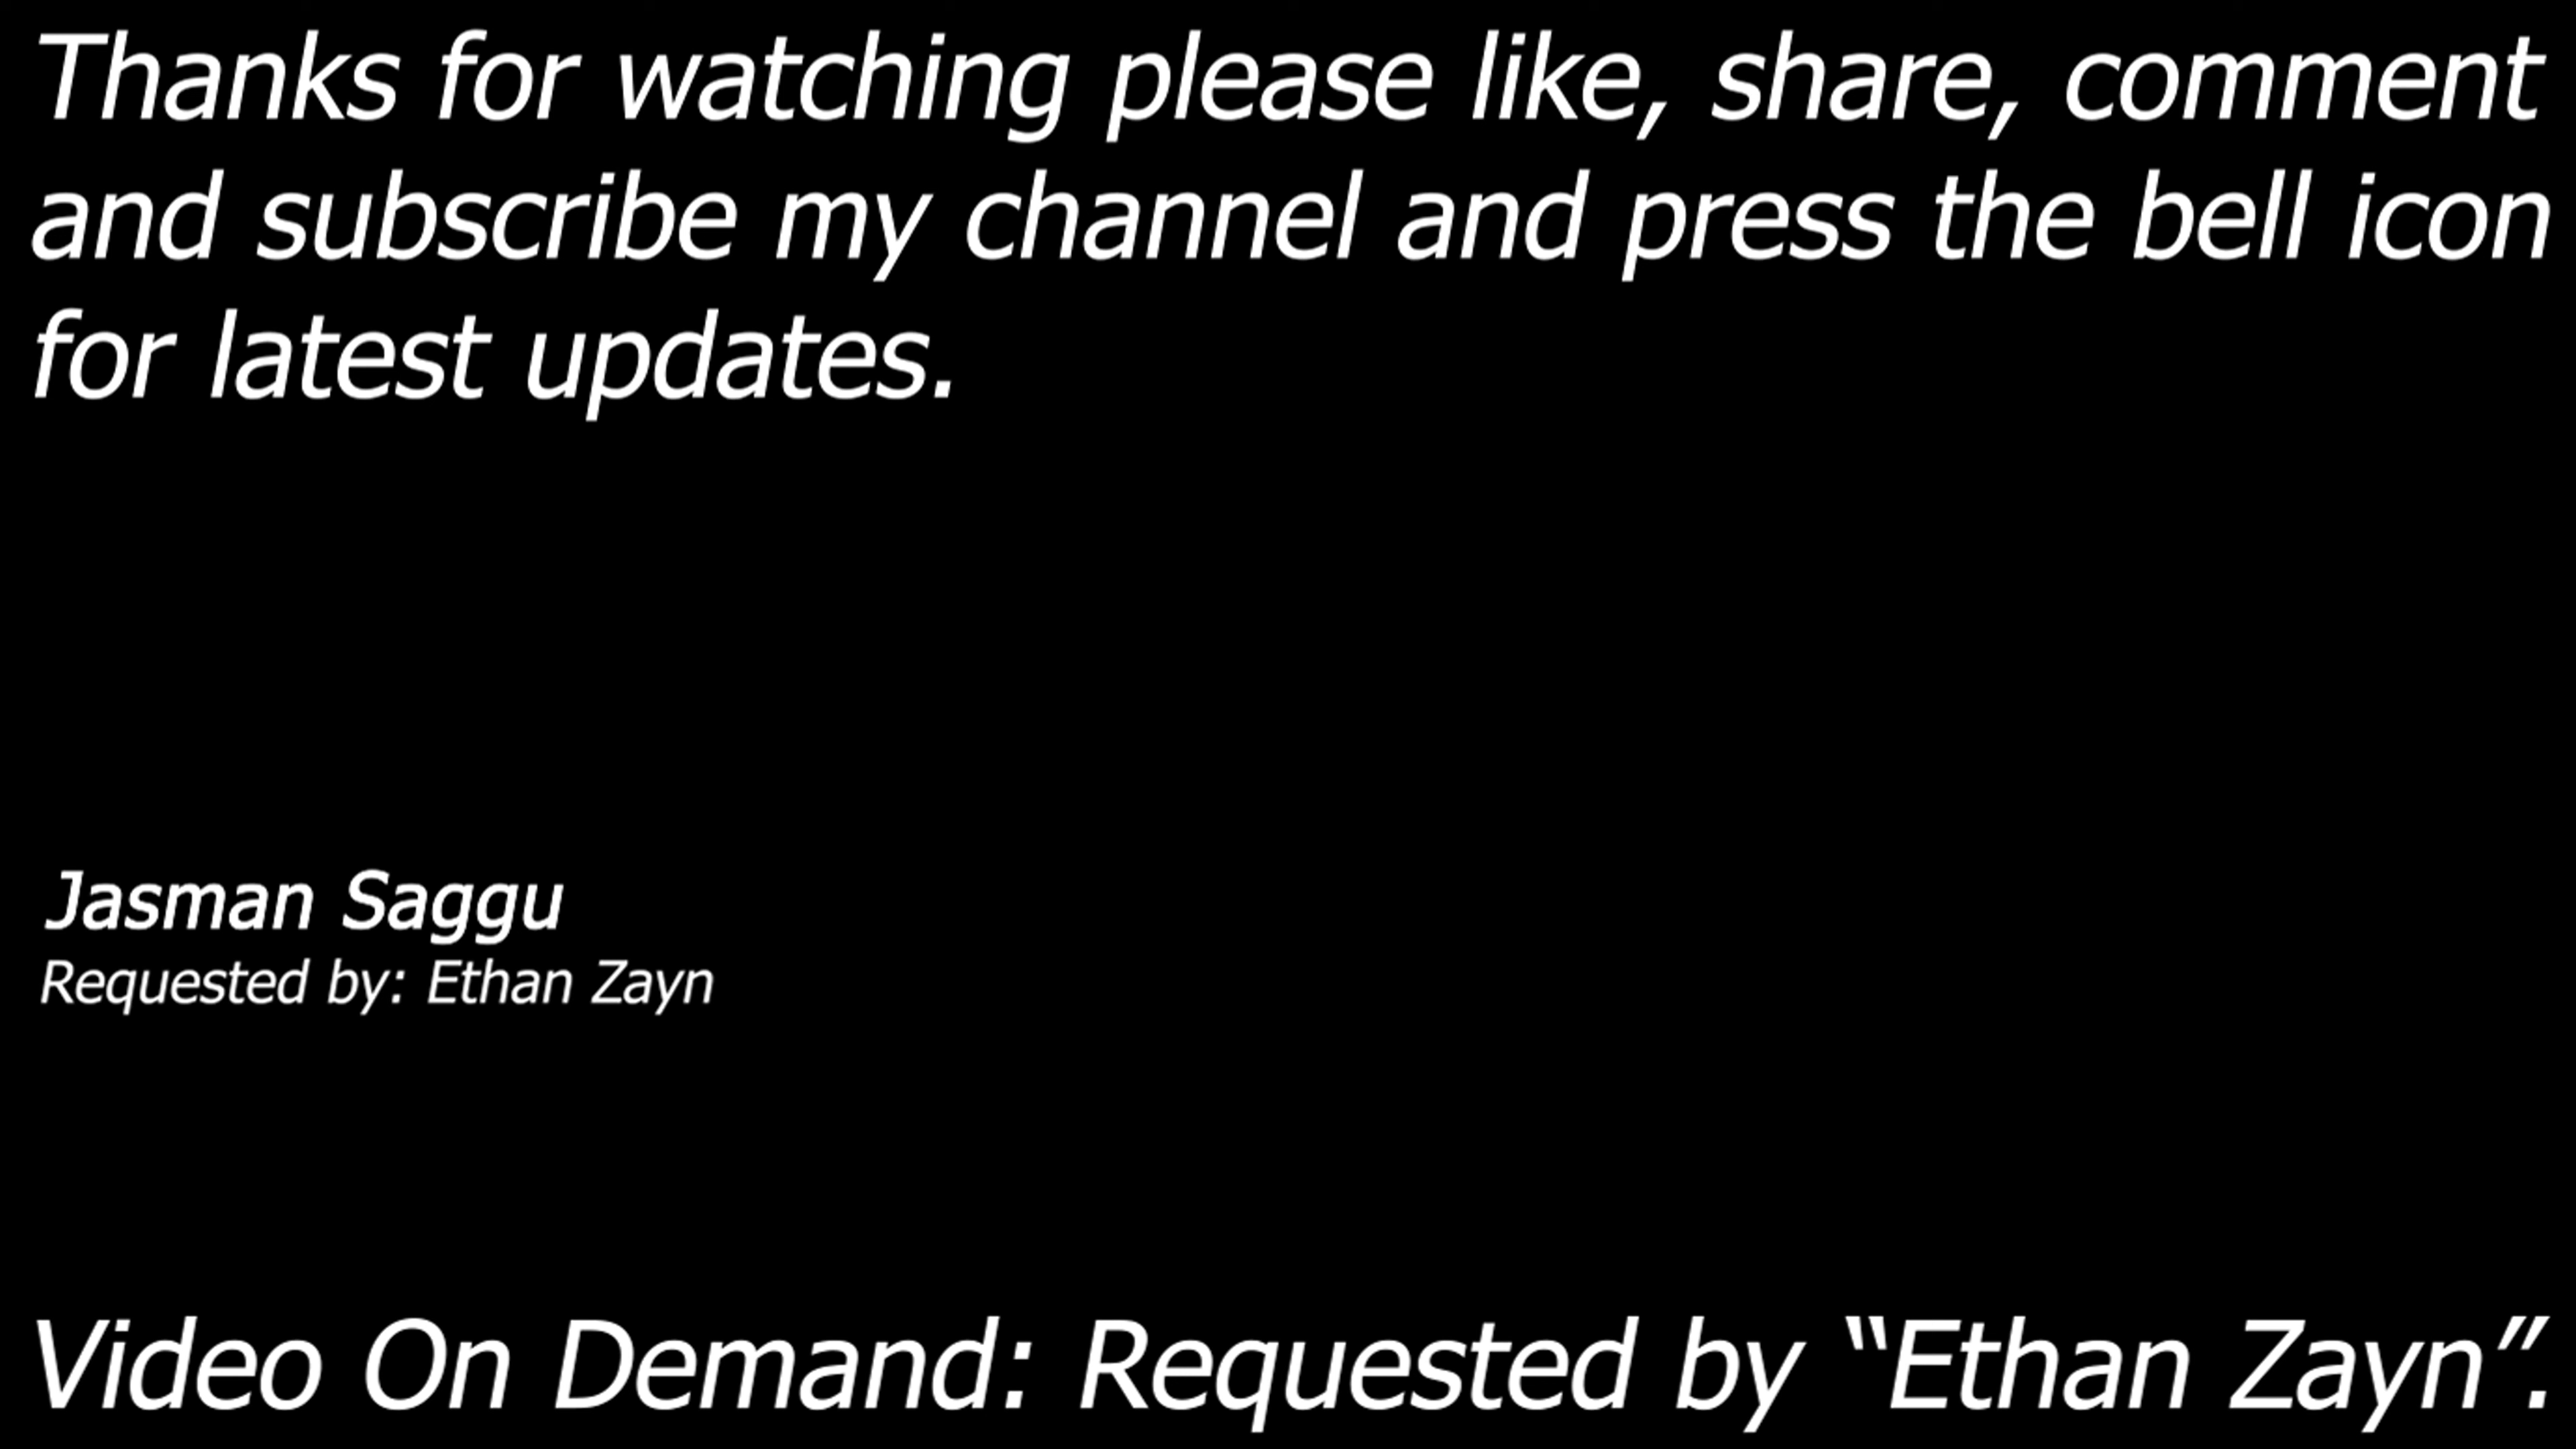 Thanks for watching please like, share, comment
and subscribe my channel and press the bell icon
for latest updates.
Jasman Saggu
Requested by: Ethan Zayn
Video On Demand: Requested by “Ethan Zayn”.